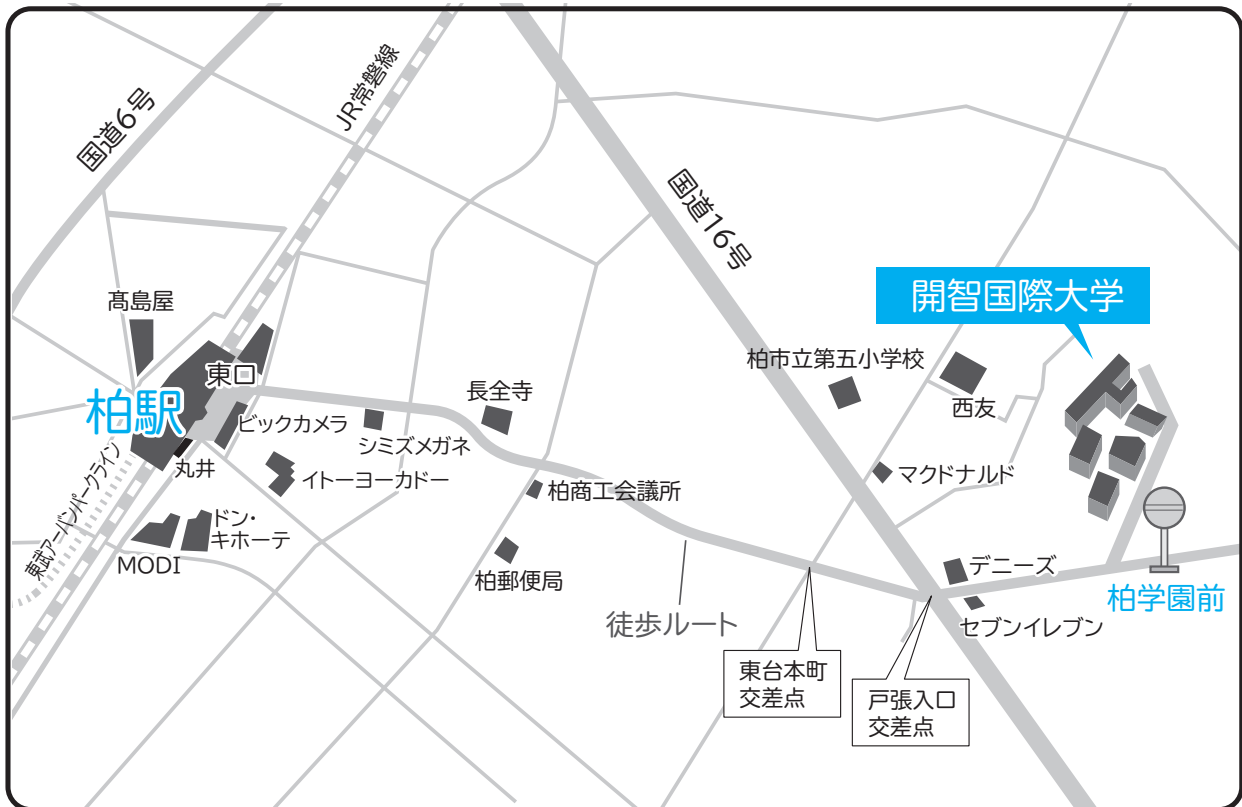 国道6号
JR常磐線
国道16号
開智国際大学
髙島屋
東口
柏駅
ビックカメラ
丸井
シミズメガネ
長全寺
柏市立第五小学校
西友
イトーヨーカドー
マクドナルド
柏商工会議所
東武アーバンパークライン
ドン・
キホーテ
MODI
柏郵便局
デニーズ
柏学園前
徒歩ルート
セブンイレブン
東台本町
交差点
戸張入口
交差点